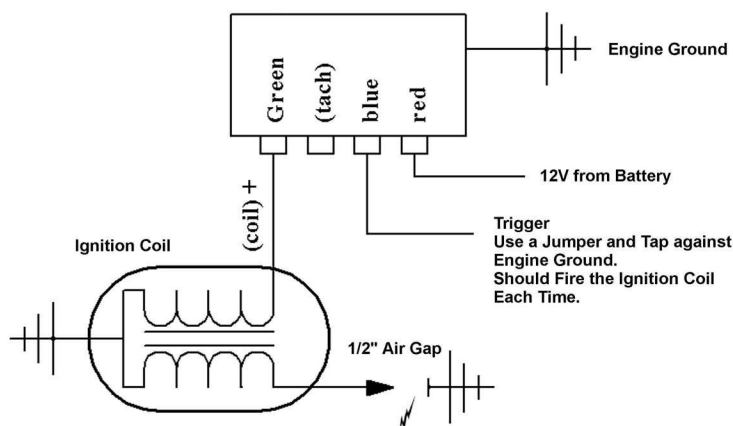 Engine Ground
Green
(tach)
blue
red
12V from Battery
(coil) +
Trigger
Use a Jumper and Tap against
Engine Ground.
Should Fire the Ignition Coil
Each Time.
Ignition Coil
1/2" Air Gap